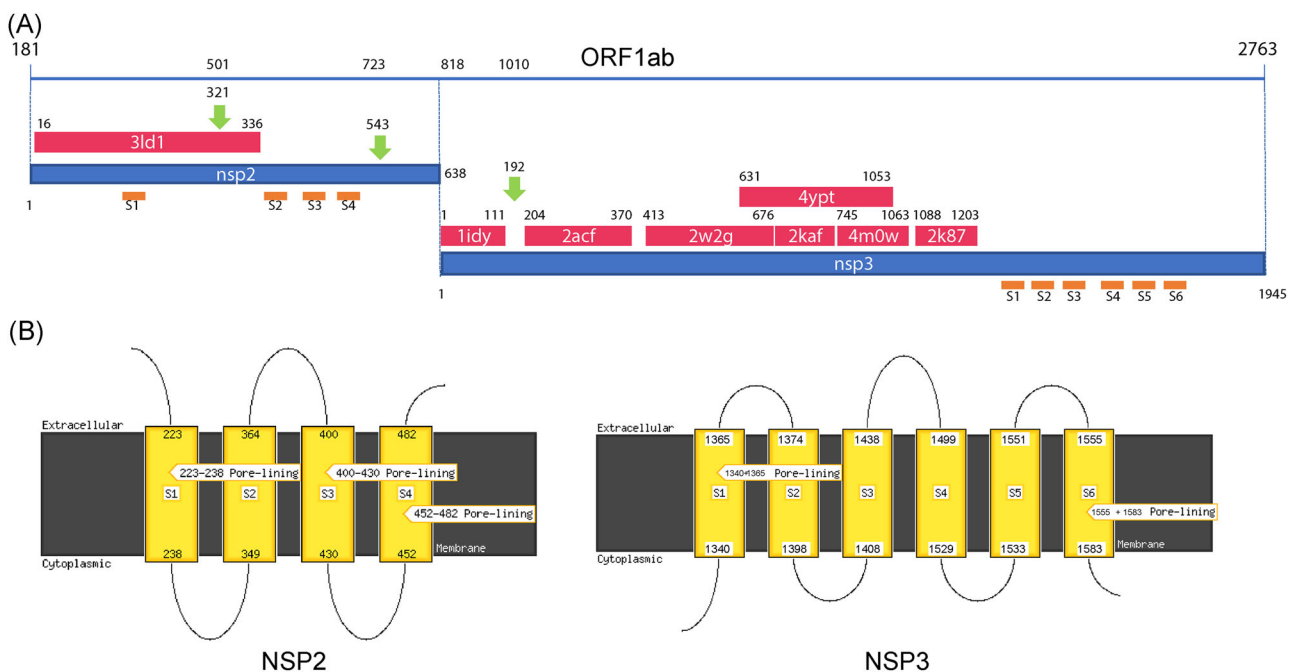 (A)
181 ORF1ab 2763
501 723 818 1010
321
16 336 543
3ld1
192
nsp2 638 631 1053
4ypt
1 S1 S2 S3 S4
1 111 204 370 413 676 745 1063 1088 1203
1idy 2acf 2w2g 2kaf 4m0w 2k87
nsp3
1 S1 S2 S3 S4 S5 S6 1945
(B)
Extracellular
223 364 400 482
223-238 Pore-lining 400-430 Pore-lining
S1 S2 S3 S4
452-482 Pore-lining
Membrane
238 349 430 452
Cytoplasmic
NSP2
Extracellular
1365 1374 1438 1499 1551 1555
1340+1365 Pore-lining
S1 S2 S3 S4 S5 S6
1555 + 1583 Pore-lining
Membrane
1340 1398 1408 1529 1533 1583
Cytoplasmic
NSP3